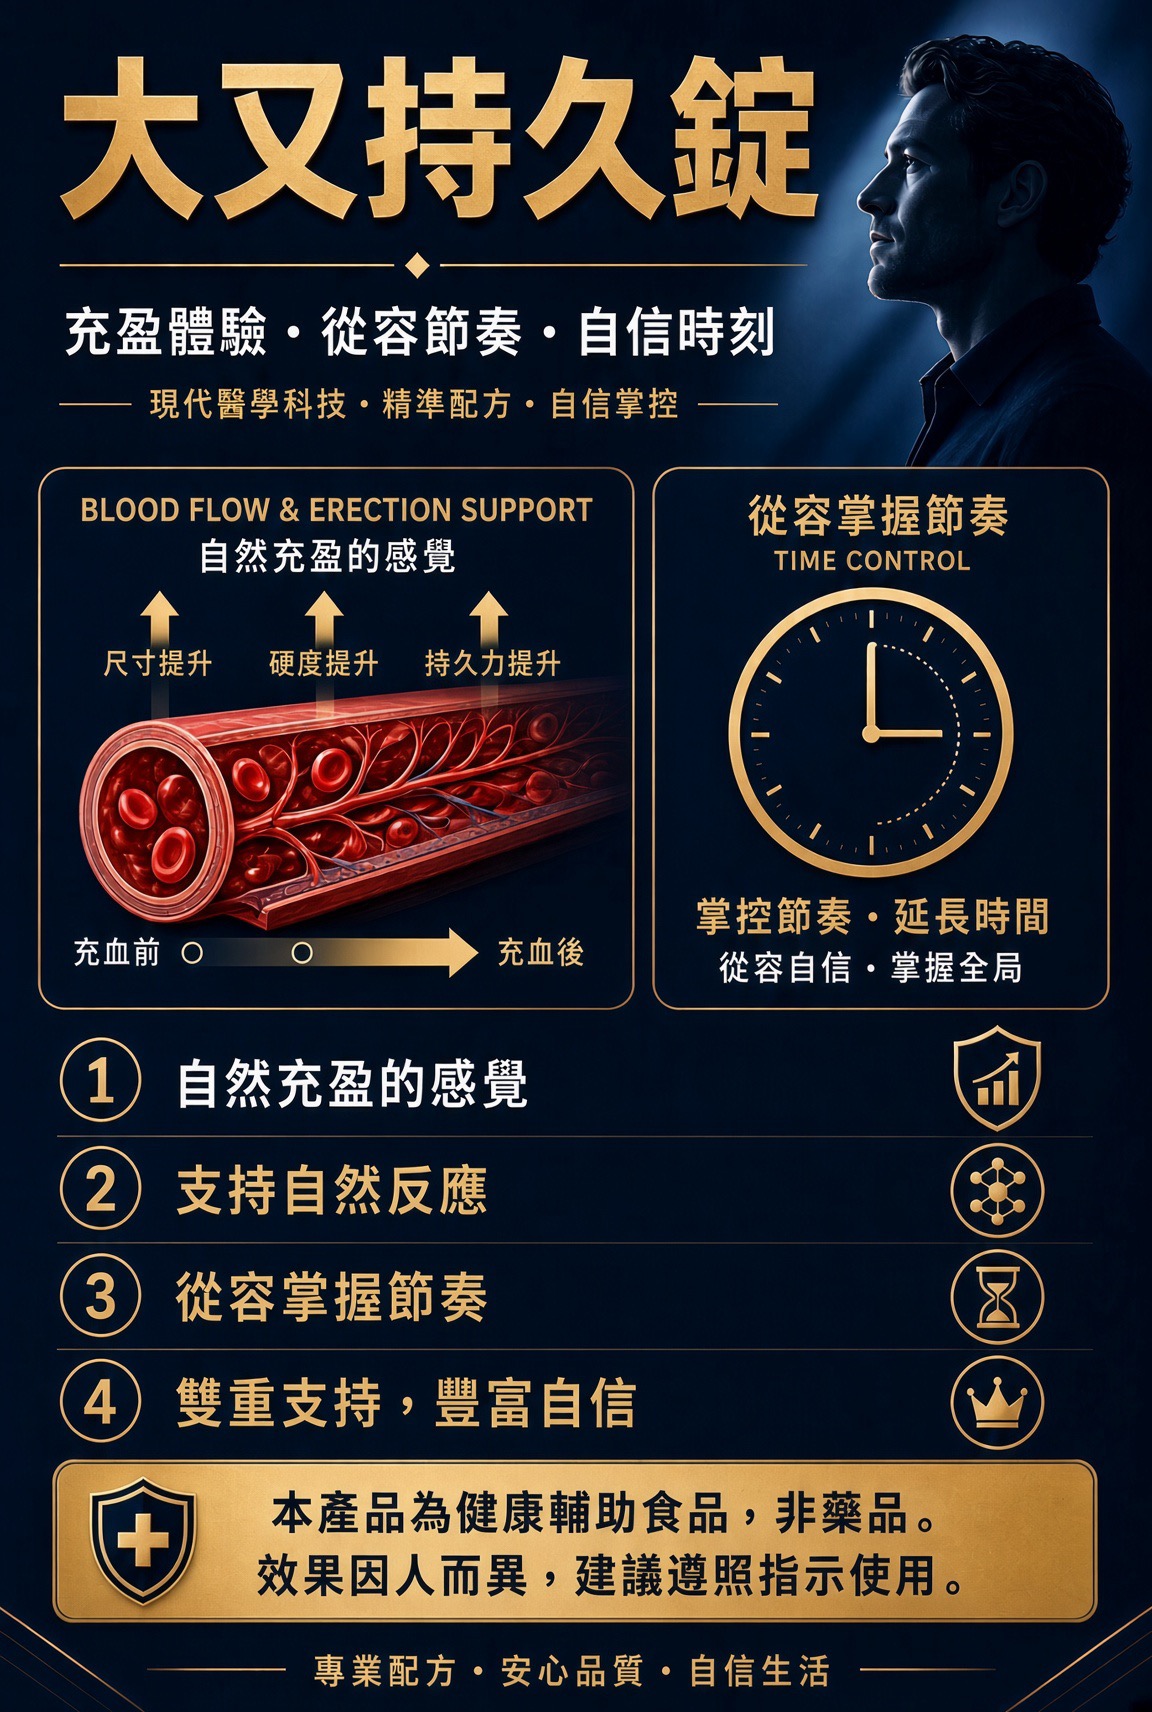 大又持久錠
充盈體驗・從容節奏・自信時刻
現代醫學科技・精準配方・自信掌控
BLOOD FLOW & ERECTION SUPPORT
自然充盈的感覺
尺寸提升
硬度提升
持久力提升
充血前
充血後
從容掌握節奏
TIME CONTROL
掌控節奏・延長時間
從容自信・掌握全局
1 自然充盈的感覺
2 支持自然反應
3 從容掌握節奏
4 雙重支持，豐富自信
本產品為健康輔助食品，非藥品。
效果因人而異，建議遵照指示使用。
專業配方・安心品質・自信生活